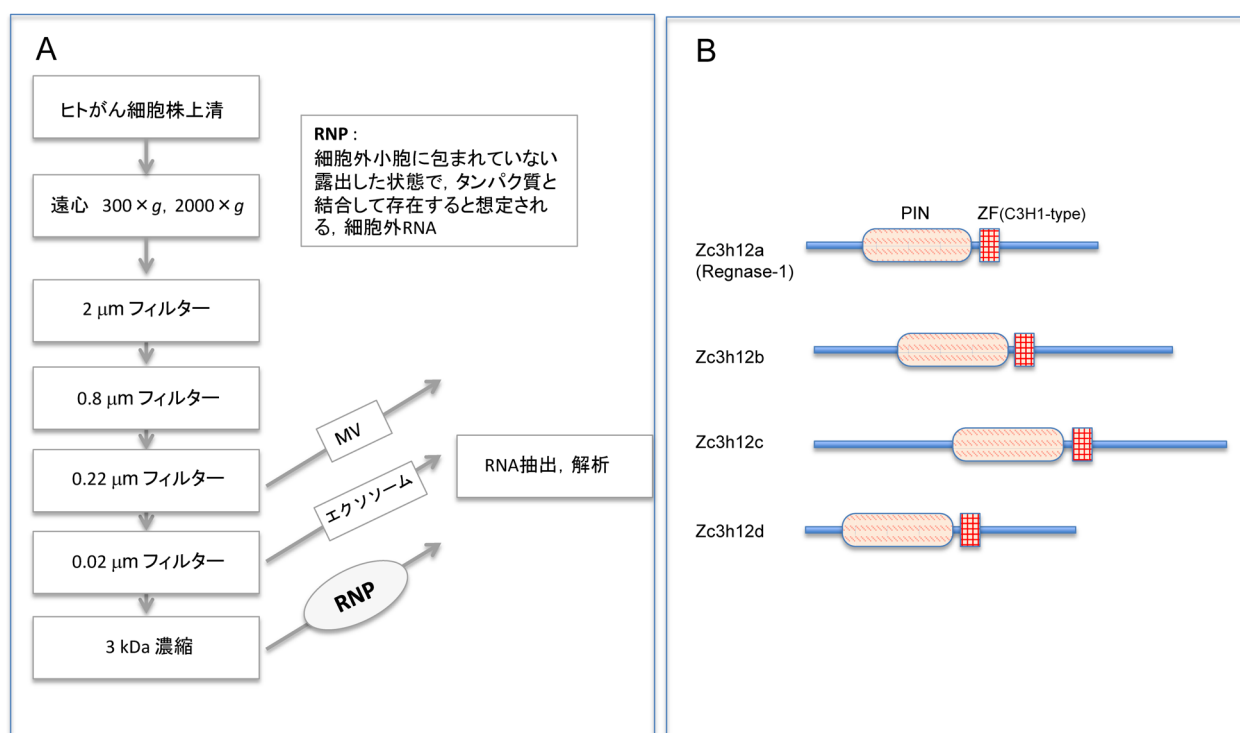 A
ヒトがん細胞株上清
遠心 300×g, 2000×g
2 μm フィルター
0.8 μm フィルター
0.22 μm フィルター
0.02 μm フィルター
3 kDa 濃縮
RNP：
細胞外小胞に包まれていない
露出した状態で, タンパク質と
結合して存在すると想定され
る, 細胞外RNA
MV
エクソソーム
RNP
RNA抽出, 解析
B
PIN ZF(C3H1-type)
Zc3h12a
(Regnase-1)
Zc3h12b
Zc3h12c
Zc3h12d